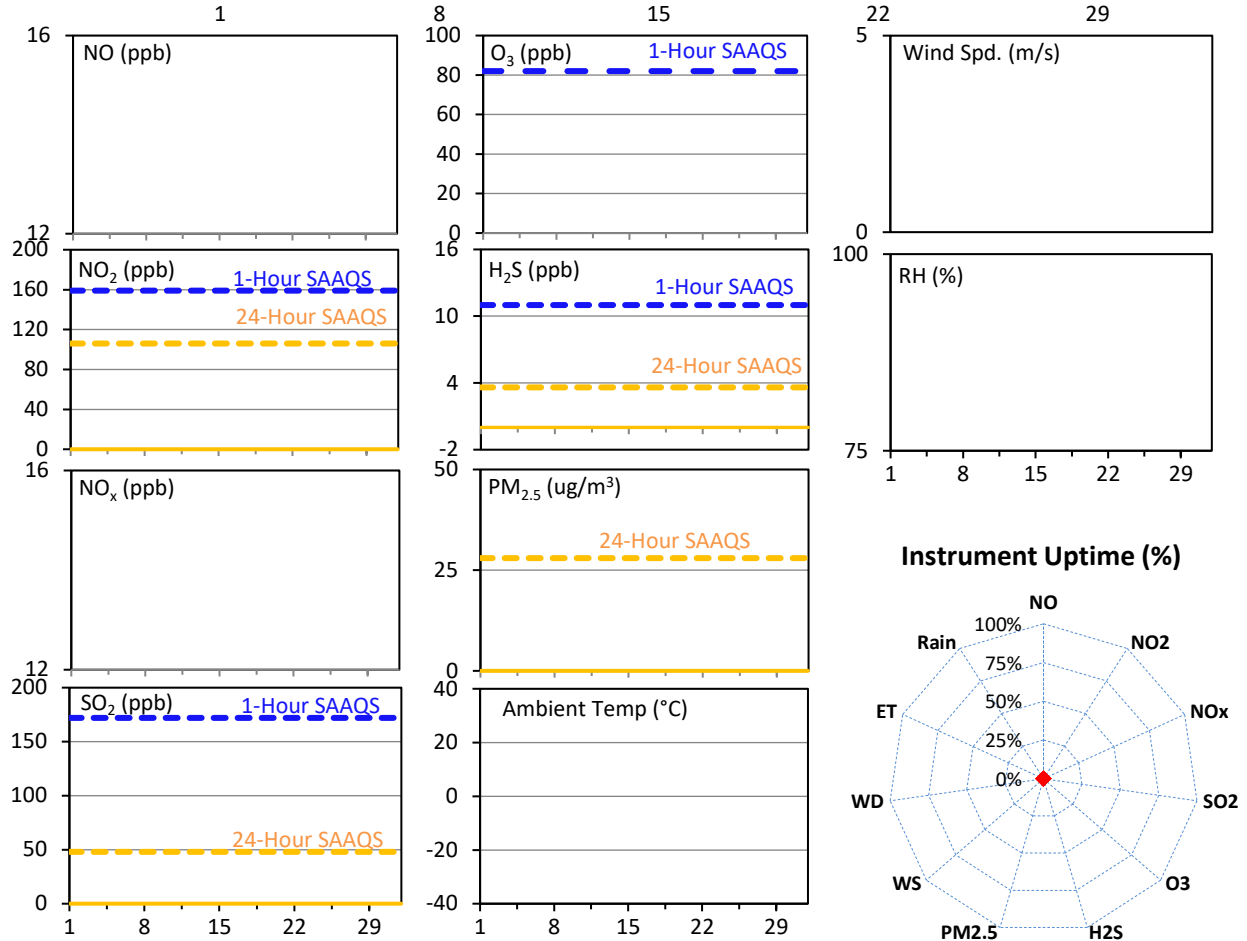 1 8 15 22 29
NO (ppb)
16
12
O3 (ppb)
1-Hour SAAQS
100
80
60
40
20
0
Wind Spd. (m/s)
5
0
NO2 (ppb)
1-Hour SAAQS
24-Hour SAAQS
200
160
120
80
40
0
H2S (ppb)
1-Hour SAAQS
24-Hour SAAQS
16
10
4
-2
RH (%)
100
75
1 8 15 22 29
NOx (ppb)
16
12
PM2.5 (ug/m³)
24-Hour SAAQS
50
25
0
SO2 (ppb)
1-Hour SAAQS
24-Hour SAAQS
200
150
100
50
0
1 8 15 22 29
Ambient Temp (°C)
40
20
0
-20
-40
1 8 15 22 29
Instrument Uptime (%)
NO
NO2
NOx
SO2
O3
H2S
PM2.5
WS
WD
ET
Rain
100%
75%
50%
25%
0%